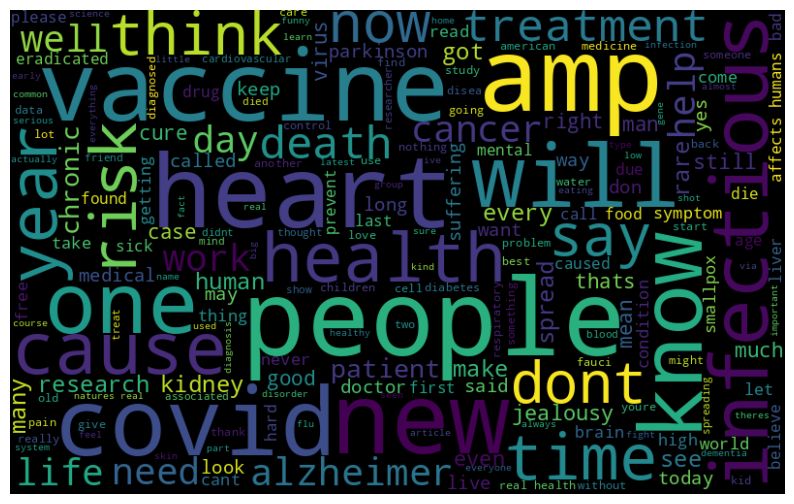 please science well think now treatment funny care home
eradicated learn little cardiovascular virus parkinson got read american medicine infection
vaccine amp infectious bad
early common data serious everything diagnosed drug keep died find researcher study disea going come someone almost
year chronic risk day death cancer right man rare help humans affects
lot actually friend cure control nothing mental yes gene back
found called another latest use live way due still
getting heart will prevent suffering don type low shot
take sick case group long last every call water eating food symptom die
fact real didnt thought love want problem start age
work mind big sure health say via
medical human children kind best caused smallpox liver
free name may show cell diabetes spread thats condition important
one thing people know much
course treat used diagnosis healthy two blood respiratory something mean fauci might
cause never patient make spreading theres
many research kidney good doctor first said dont let
old natures real associated disorder jealousy youre believe
pain give hard seen always fight world
covid new time brain high
really feel thank flu article even see today
system skin part everyone dementia
life need look cant alzheimer live real health without kid